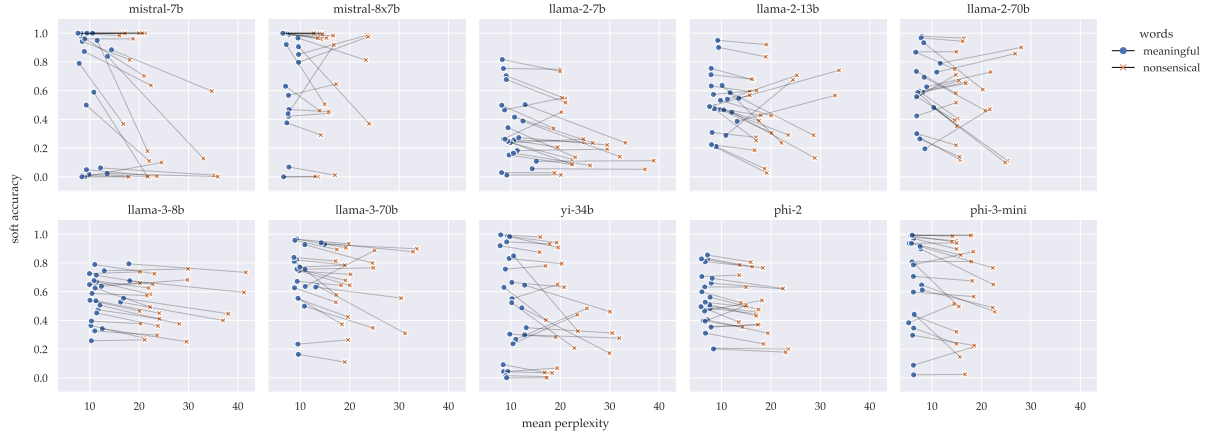 mistral-7b mistral-8x7b llama-2-7b llama-2-13b llama-2-70b
words
meaningful
nonsensical
1.0
0.8
0.6
0.4
0.2
0.0
soft accuracy
llama-3-8b llama-3-70b yi-34b phi-2 phi-3-mini
1.0
0.8
0.6
0.4
0.2
0.0
10 20 30 40 10 20 30 40 10 20 30 40 10 20 30 40 10 20 30 40
mean perplexity